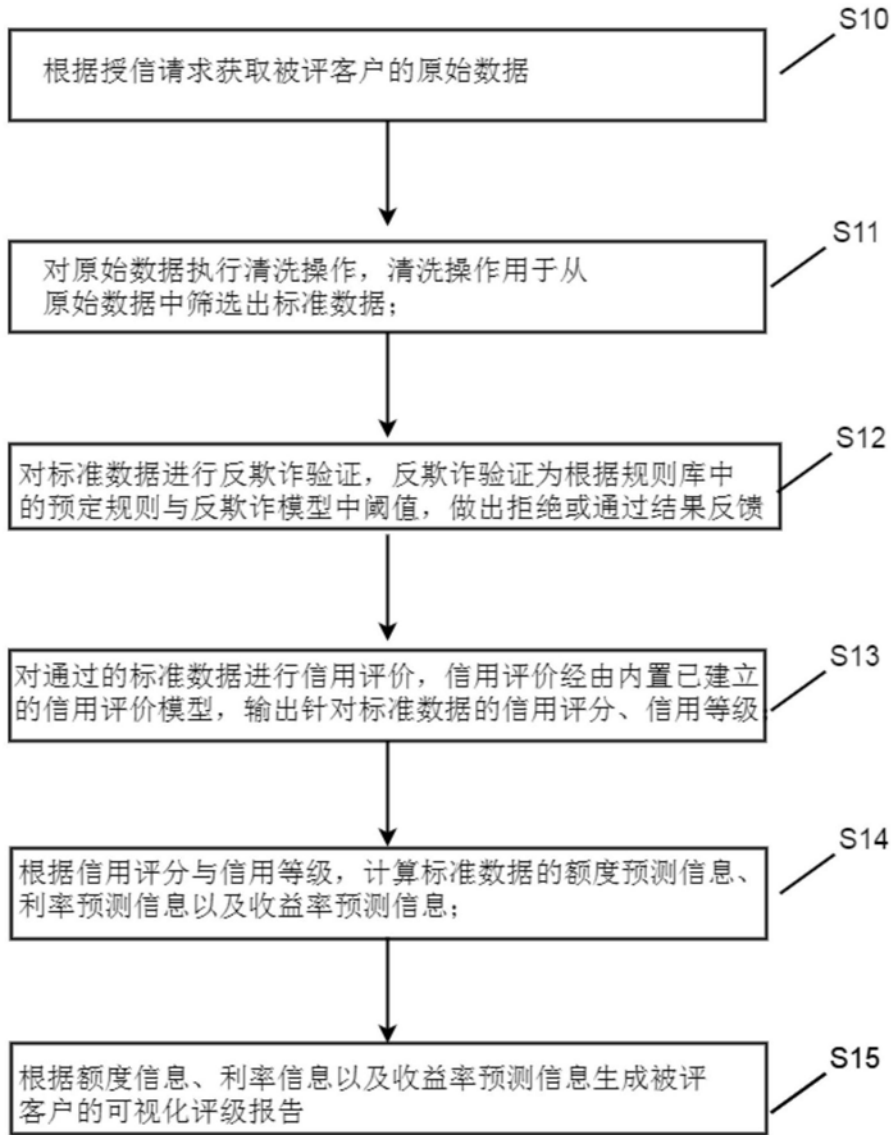 S10
根据授信请求获取被评客户的原始数据
S11
对原始数据执行清洗操作，清洗操作用于从
原始数据中筛选出标准数据；
S12
对标准数据进行反欺诈验证，反欺诈验证为根据规则库中
的预定规则与反欺诈模型中阈值，做出拒绝或通过结果反馈
S13
对通过的标准数据进行信用评价，信用评价经由内置已建立
的信用评价模型，输出针对标准数据的信用评分、信用等级；
S14
根据信用评分与信用等级，计算标准数据的额度预测信息、
利率预测信息以及收益率预测信息；
S15
根据额度信息、利率信息以及收益率预测信息生成被评
客户的可视化评级报告